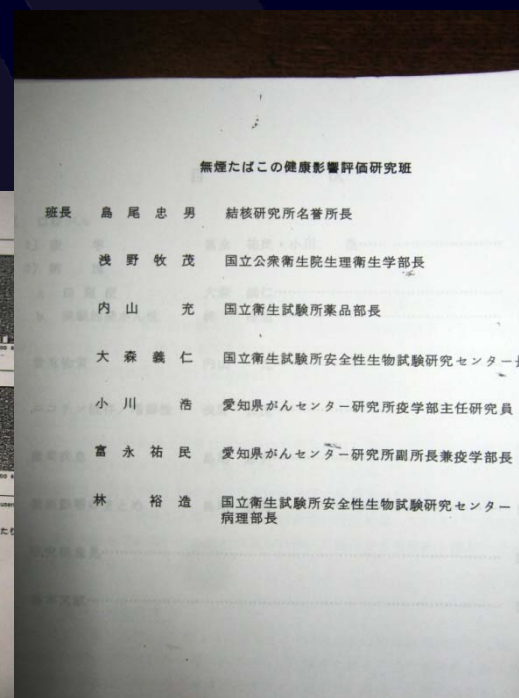 無煙たばこの健康影響評価研究班
班長 島尾忠男 結核研究所名誉所長
浅野牧茂 国立公衆衛生院生理衛生学部長
内山 充 国立衛生試験所薬品部長
大森義仁 国立衛生試験所安全性生物試験研究センター長
小川 浩 愛知県がんセンター研究所疫学部主任研究員
富永祐民 愛知県がんセンター研究所副所長兼疫学部長
林 裕造 国立衛生試験所安全性生物試験研究センター
病理部長